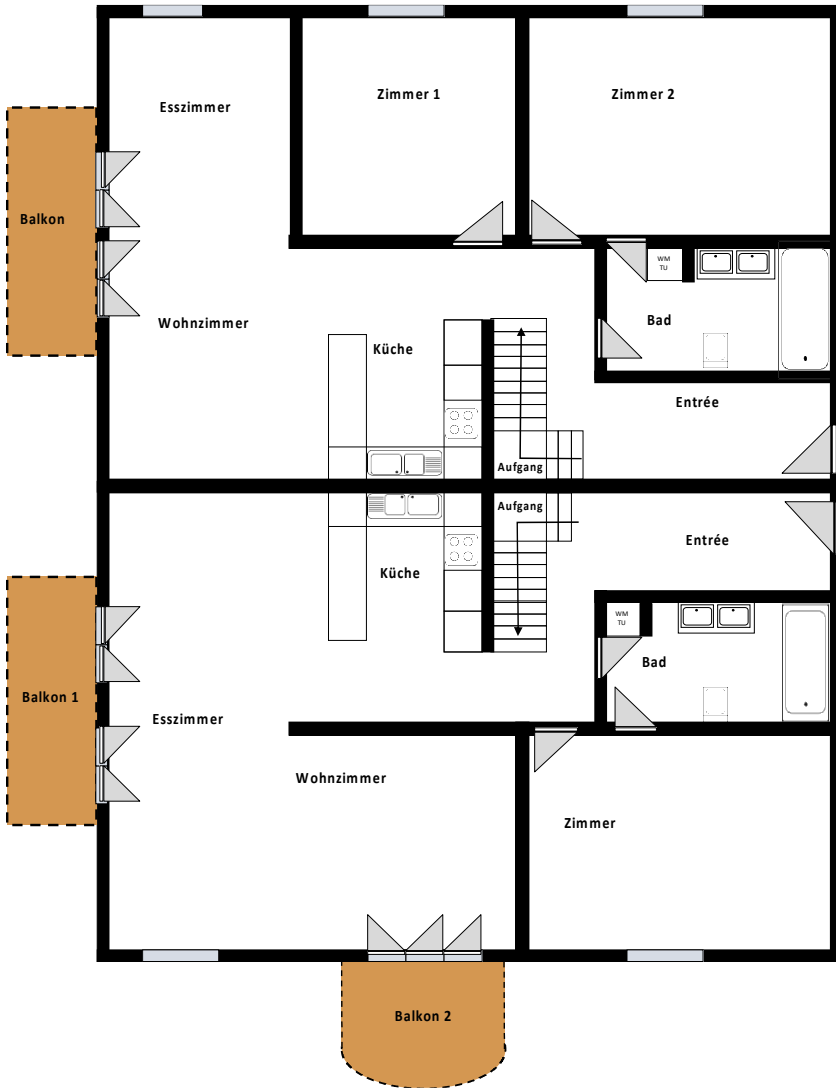 Zimmer 1
Zimmer 2
Esszimmer
Balkon
WM
TU
Bad
Wohnzimmer
Küche
Entrée
Aufgang
Aufgang
Entrée
Küche
WM
TU
Bad
Balkon 1
Esszimmer
Wohnzimmer
Zimmer
Balkon 2